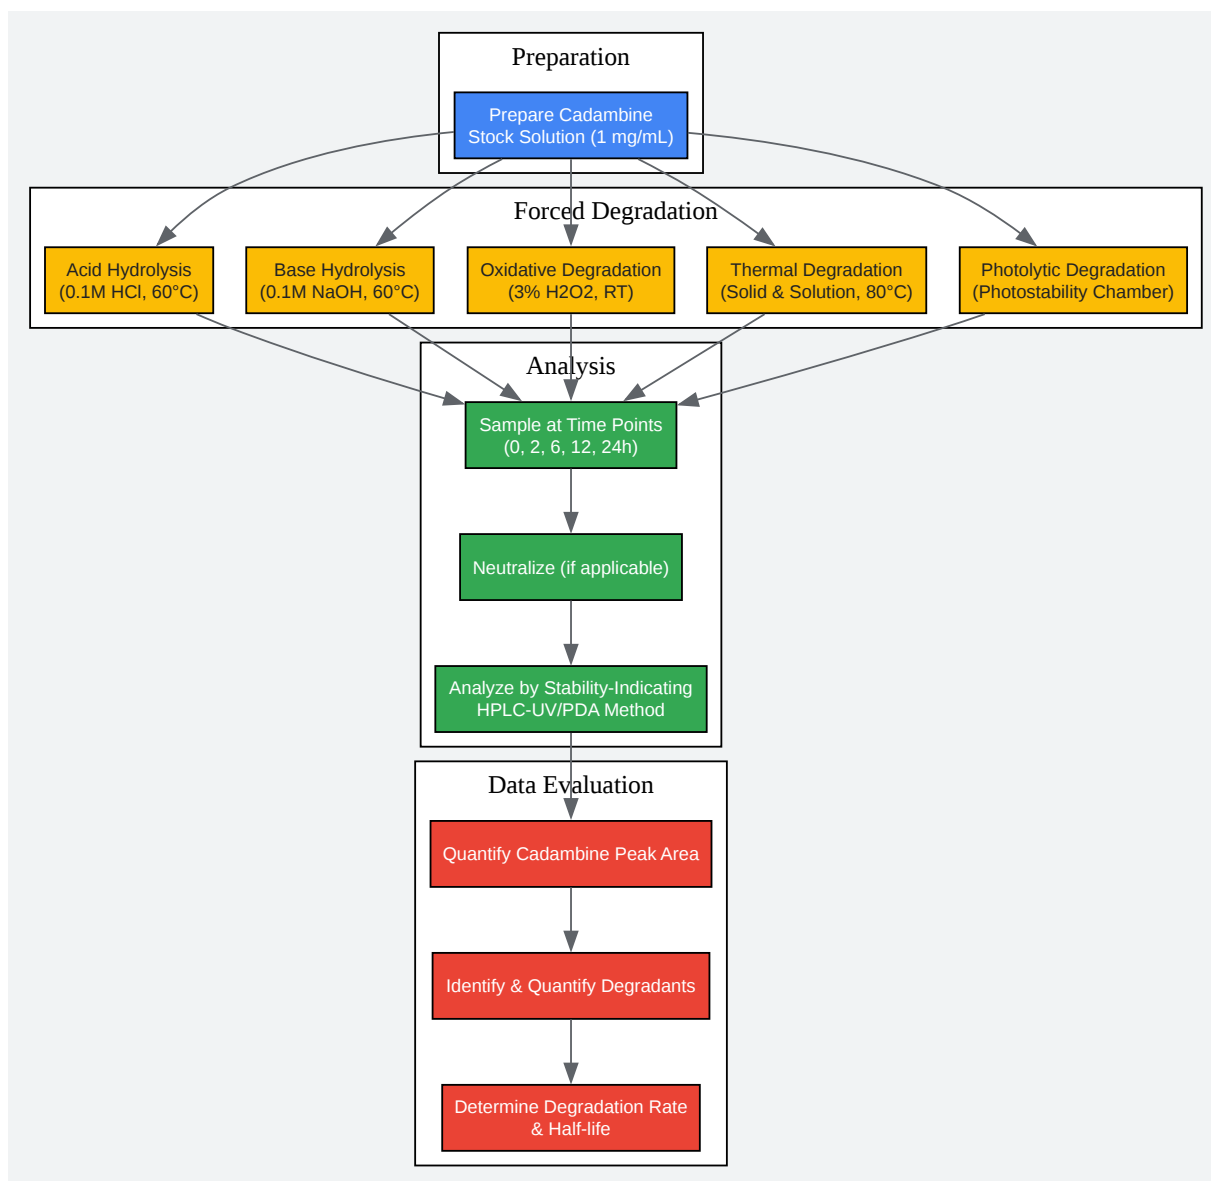 Preparation
Prepare Cadambine
Stock Solution (1 mg/mL)
Forced Degradation
Acid Hydrolysis
(0.1M HCl, 60°C)
Base Hydrolysis
(0.1M NaOH, 60°C)
Oxidative Degradation
(3% H2O2, RT)
Thermal Degradation
(Solid & Solution, 80°C)
Photolytic Degradation
(Photostability Chamber)
Analysis
Sample at Time Points
(0, 2, 6, 12, 24h)
Neutralize (if applicable)
Analyze by Stability-Indicating
HPLC-UV/PDA Method
Data Evaluation
Quantify Cadambine Peak Area
Identify & Quantify Degradants
Determine Degradation Rate
& Half-life